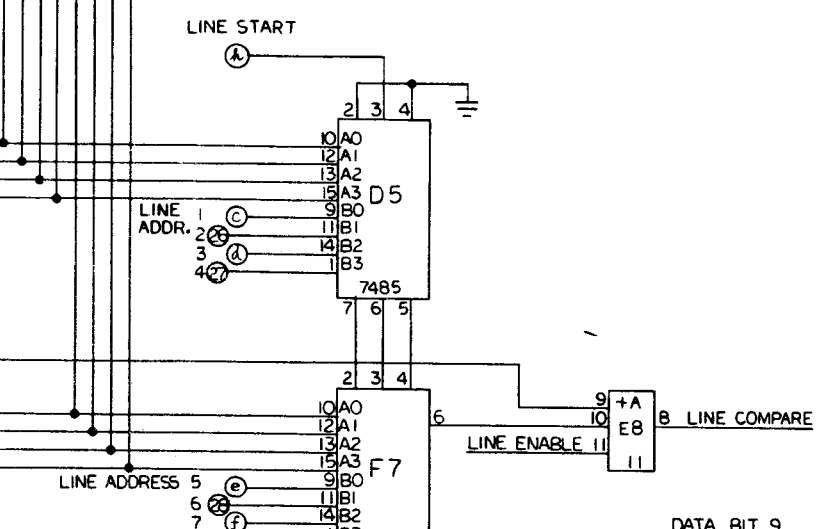 LINE START
h
2 3 4
10 A0
12 A1
13 A2
15 A3
D5
LINE ADDR.
1 c 9 B0
2 26 11 B1
3 d 14 B2
4 27 1 B3
7485
7 6 5
2 3 4
10 A0
12 A1
13 A2
15 A3
F7
6
LINE ADDRESS 5 e 9 B0
6 28 11 B1
7 f 14 B2
9 +A
10 E8
LINE ENABLE 11
11
8 LINE COMPARE
DATA BIT 9